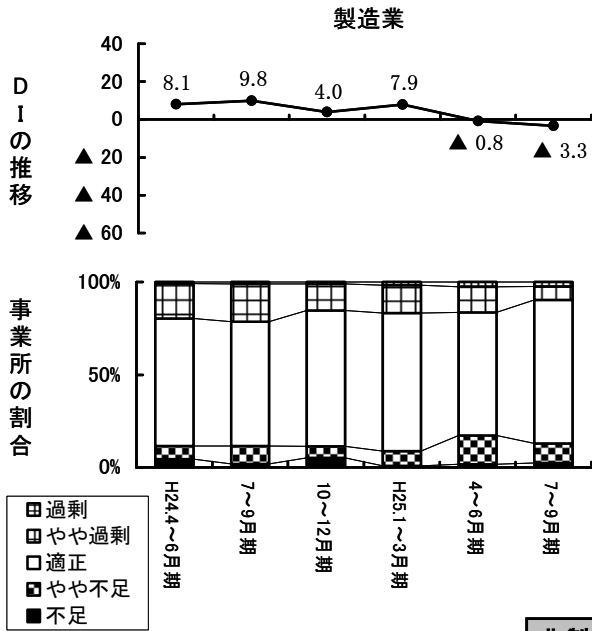 製造業
DIの推移
40
20
0
▲ 20
▲ 40
▲ 60
8.1
9.8
4.0
7.9
▲ 0.8
▲ 3.3
事業所の割合
100%
50%
0%
H24.4～6月期
7～9月期
10～12月期
H25.1～3月期
4～6月期
7～9月期
過剰
やや過剰
適正
やや不足
不足